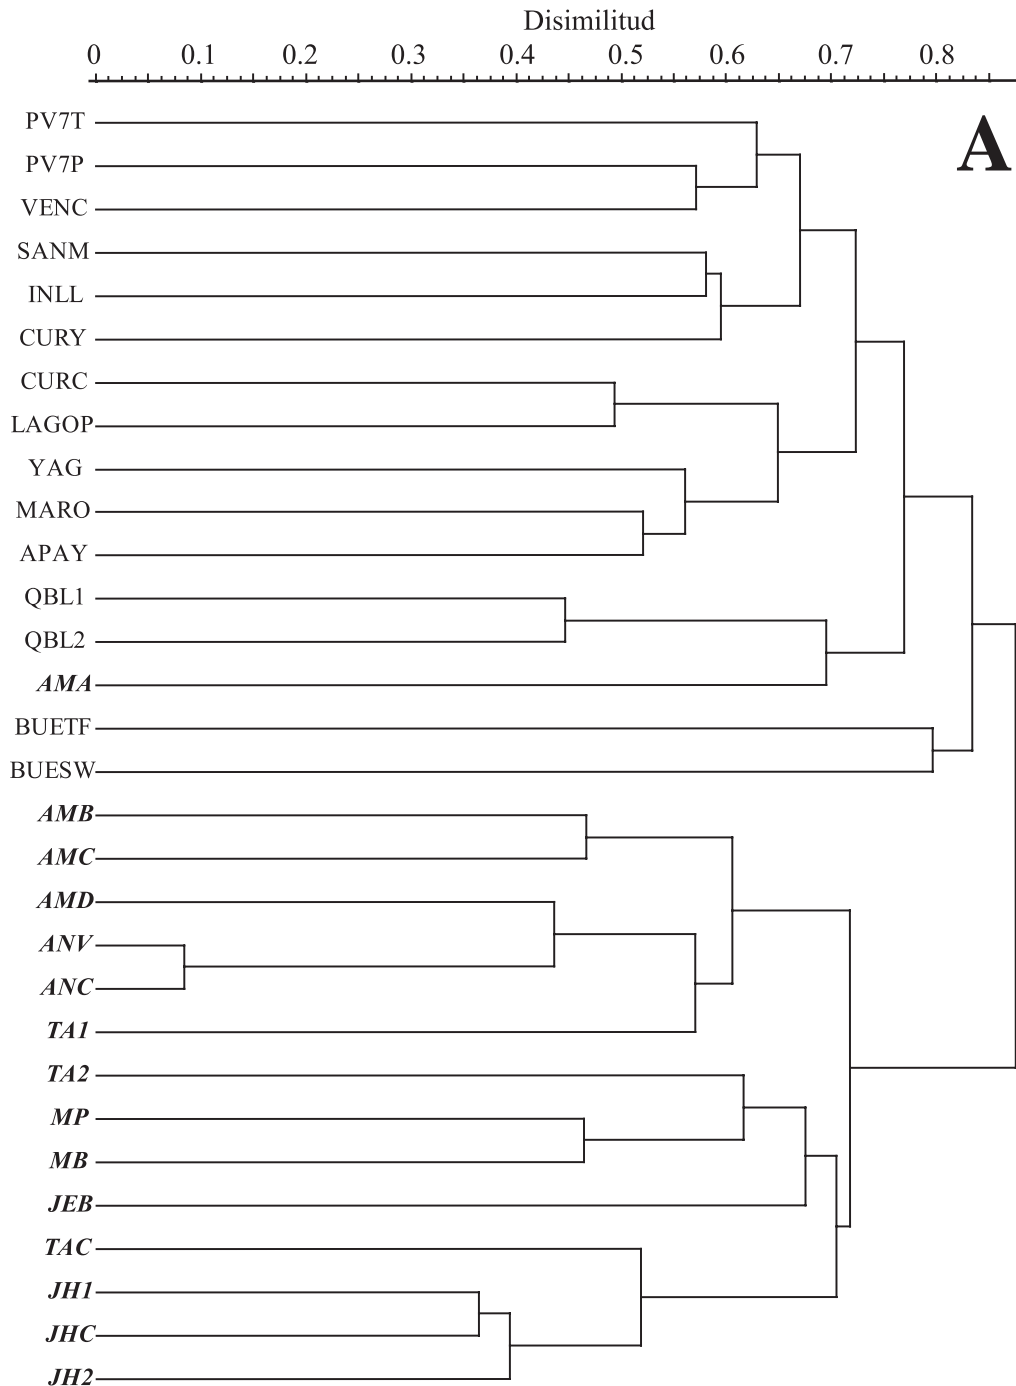 Disimilitud
0 0.1 0.2 0.3 0.4 0.5 0.6 0.7 0.8
A
PV7T
PV7P
VENC
SANM
INLL
CURY
CURC
LAGOP
YAG
MARO
APAY
QBL1
QBL2
AMA
BUETF
BUESW
AMB
AMC
AMD
ANV
ANC
TA1
TA2
MP
MB
JEB
TAC
JH1
JHC
JH2